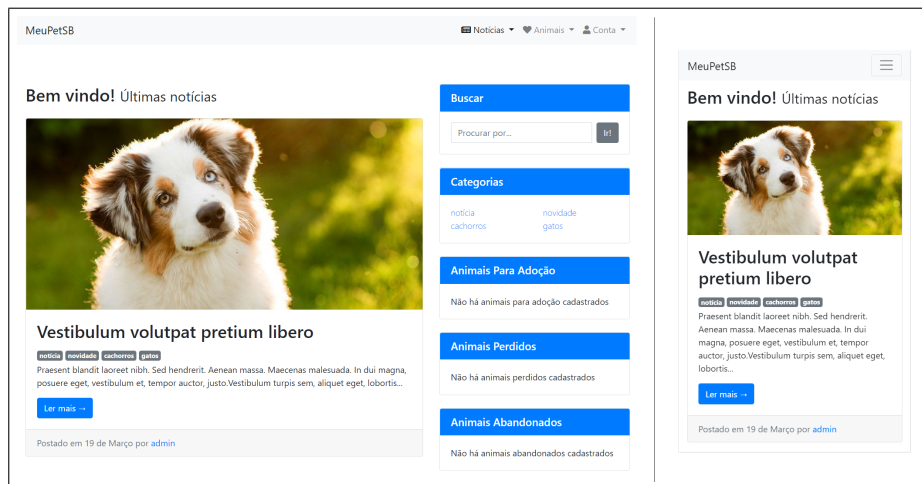 MeuPetSB
Notícias
Animais
Conta
Bem vindo! Últimas notícias
Vestibulum volutpat pretium libero
notícia novidade cachorros gatos
Praesent blandit laoreet nibh. Sed hendrerit. Aenean massa. Maecenas malesuada. In dui magna,
posuere eget, vestibulum et, tempor auctor, justo.Vestibulum turpis sem, aliquet eget, lobortis...
Ler mais →
Postado em 19 de Março por admin
Buscar
Procurar por...
Ir!
Categorias
notícia novidade
cachorros gatos
Animais Para Adoção
Não há animais para adoção cadastrados
Animais Perdidos
Não há animais perdidos cadastrados
Animais Abandonados
Não há animais abandonados cadastrados
MeuPetSB
Bem vindo! Últimas notícias
Vestibulum volutpat
pretium libero
notícia novidade cachorros gatos
Praesent blandit laoreet nibh. Sed hendrerit.
Aenean massa. Maecenas malesuada. In dui
magna, posuere eget, vestibulum et, tempor
auctor, justo.Vestibulum turpis sem, aliquet eget,
lobortis...
Ler mais →
Postado em 19 de Março por admin